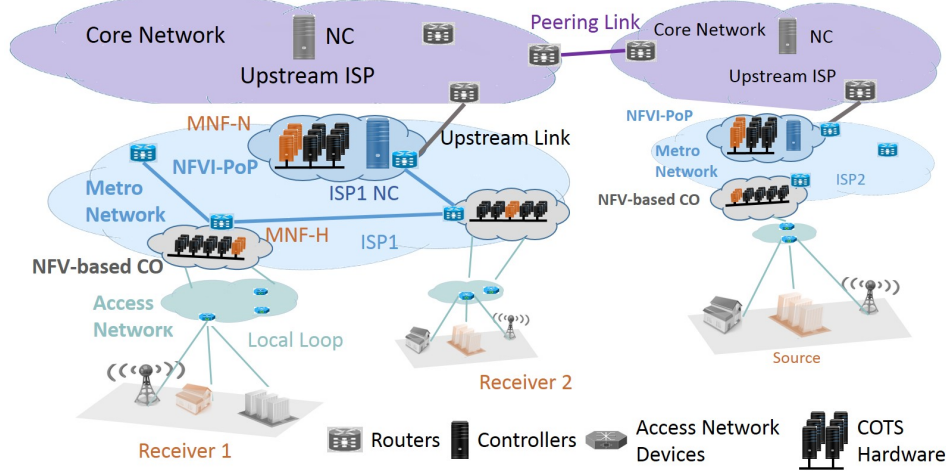 Core Network
NC
Upstream ISP
Peering Link
Core Network
NC
Upstream ISP
MNF-N
NFVI-PoP
ISP1 NC
Upstream Link
Metro
Network
MNF-H
ISP1
NFV-based CO
NFVI-PoP
Metro
Network
ISP2
NFV-based CO
Access
Network
Local Loop
Receiver 1
Receiver 2
Source
Routers
Controllers
Access Network
Devices
COTS
Hardware